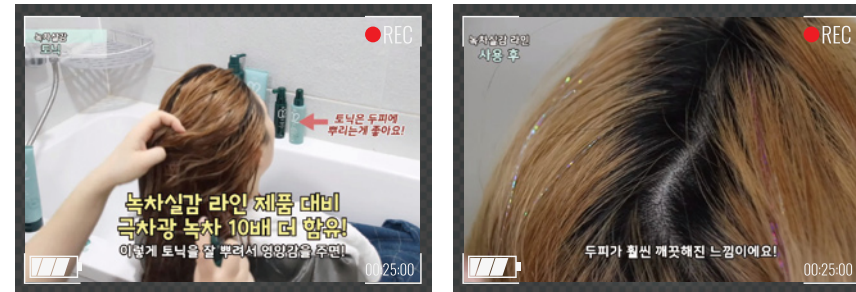 녹차실감
토닉
REC
토닉은 두피에
뿌리는게 좋아요!
녹차실감 라인 제품 대비
극차광 녹차 10배 더 함유!
이렇게 토닉을 잘 뿌려서 영양감을 주면!
00:25:00
녹차실감 라인
사용 후
REC
두피가 훨씬 깨끗해진 느낌이에요!
00:25:00